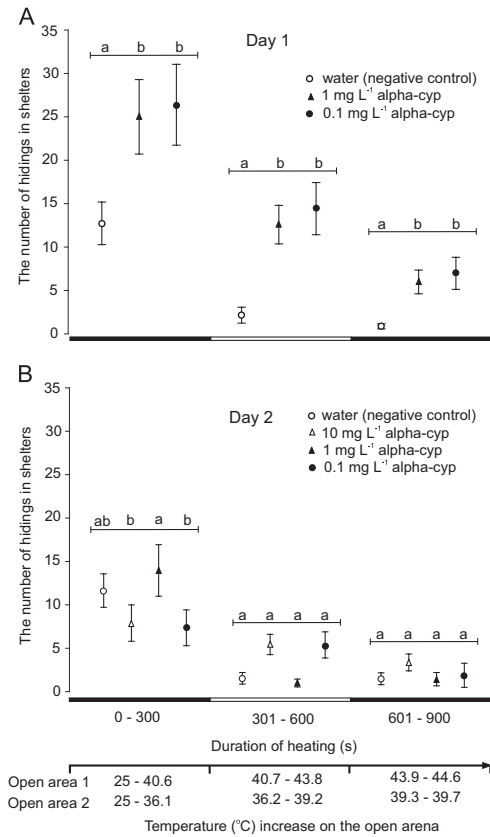 A
Day 1
The number of hidings in shelters
35
30
25
20
15
10
5
0
a b b
a b b
a b b
water (negative control)
1 mg L⁻¹ alpha-cyp
0.1 mg L⁻¹ alpha-cyp
B
Day 2
The number of hidings in shelters
35
30
25
20
15
10
5
0
ab b a b
a a a a
a a a a
water (negative control)
10 mg L⁻¹ alpha-cyp
1 mg L⁻¹ alpha-cyp
0.1 mg L⁻¹ alpha-cyp
0 - 300 301 - 600 601 - 900
Duration of heating (s)
Open area 1 25 - 40.6 40.7 - 43.8 43.9 - 44.6
Open area 2 25 - 36.1 36.2 - 39.2 39.3 - 39.7
Temperature (°C) increase on the open arena